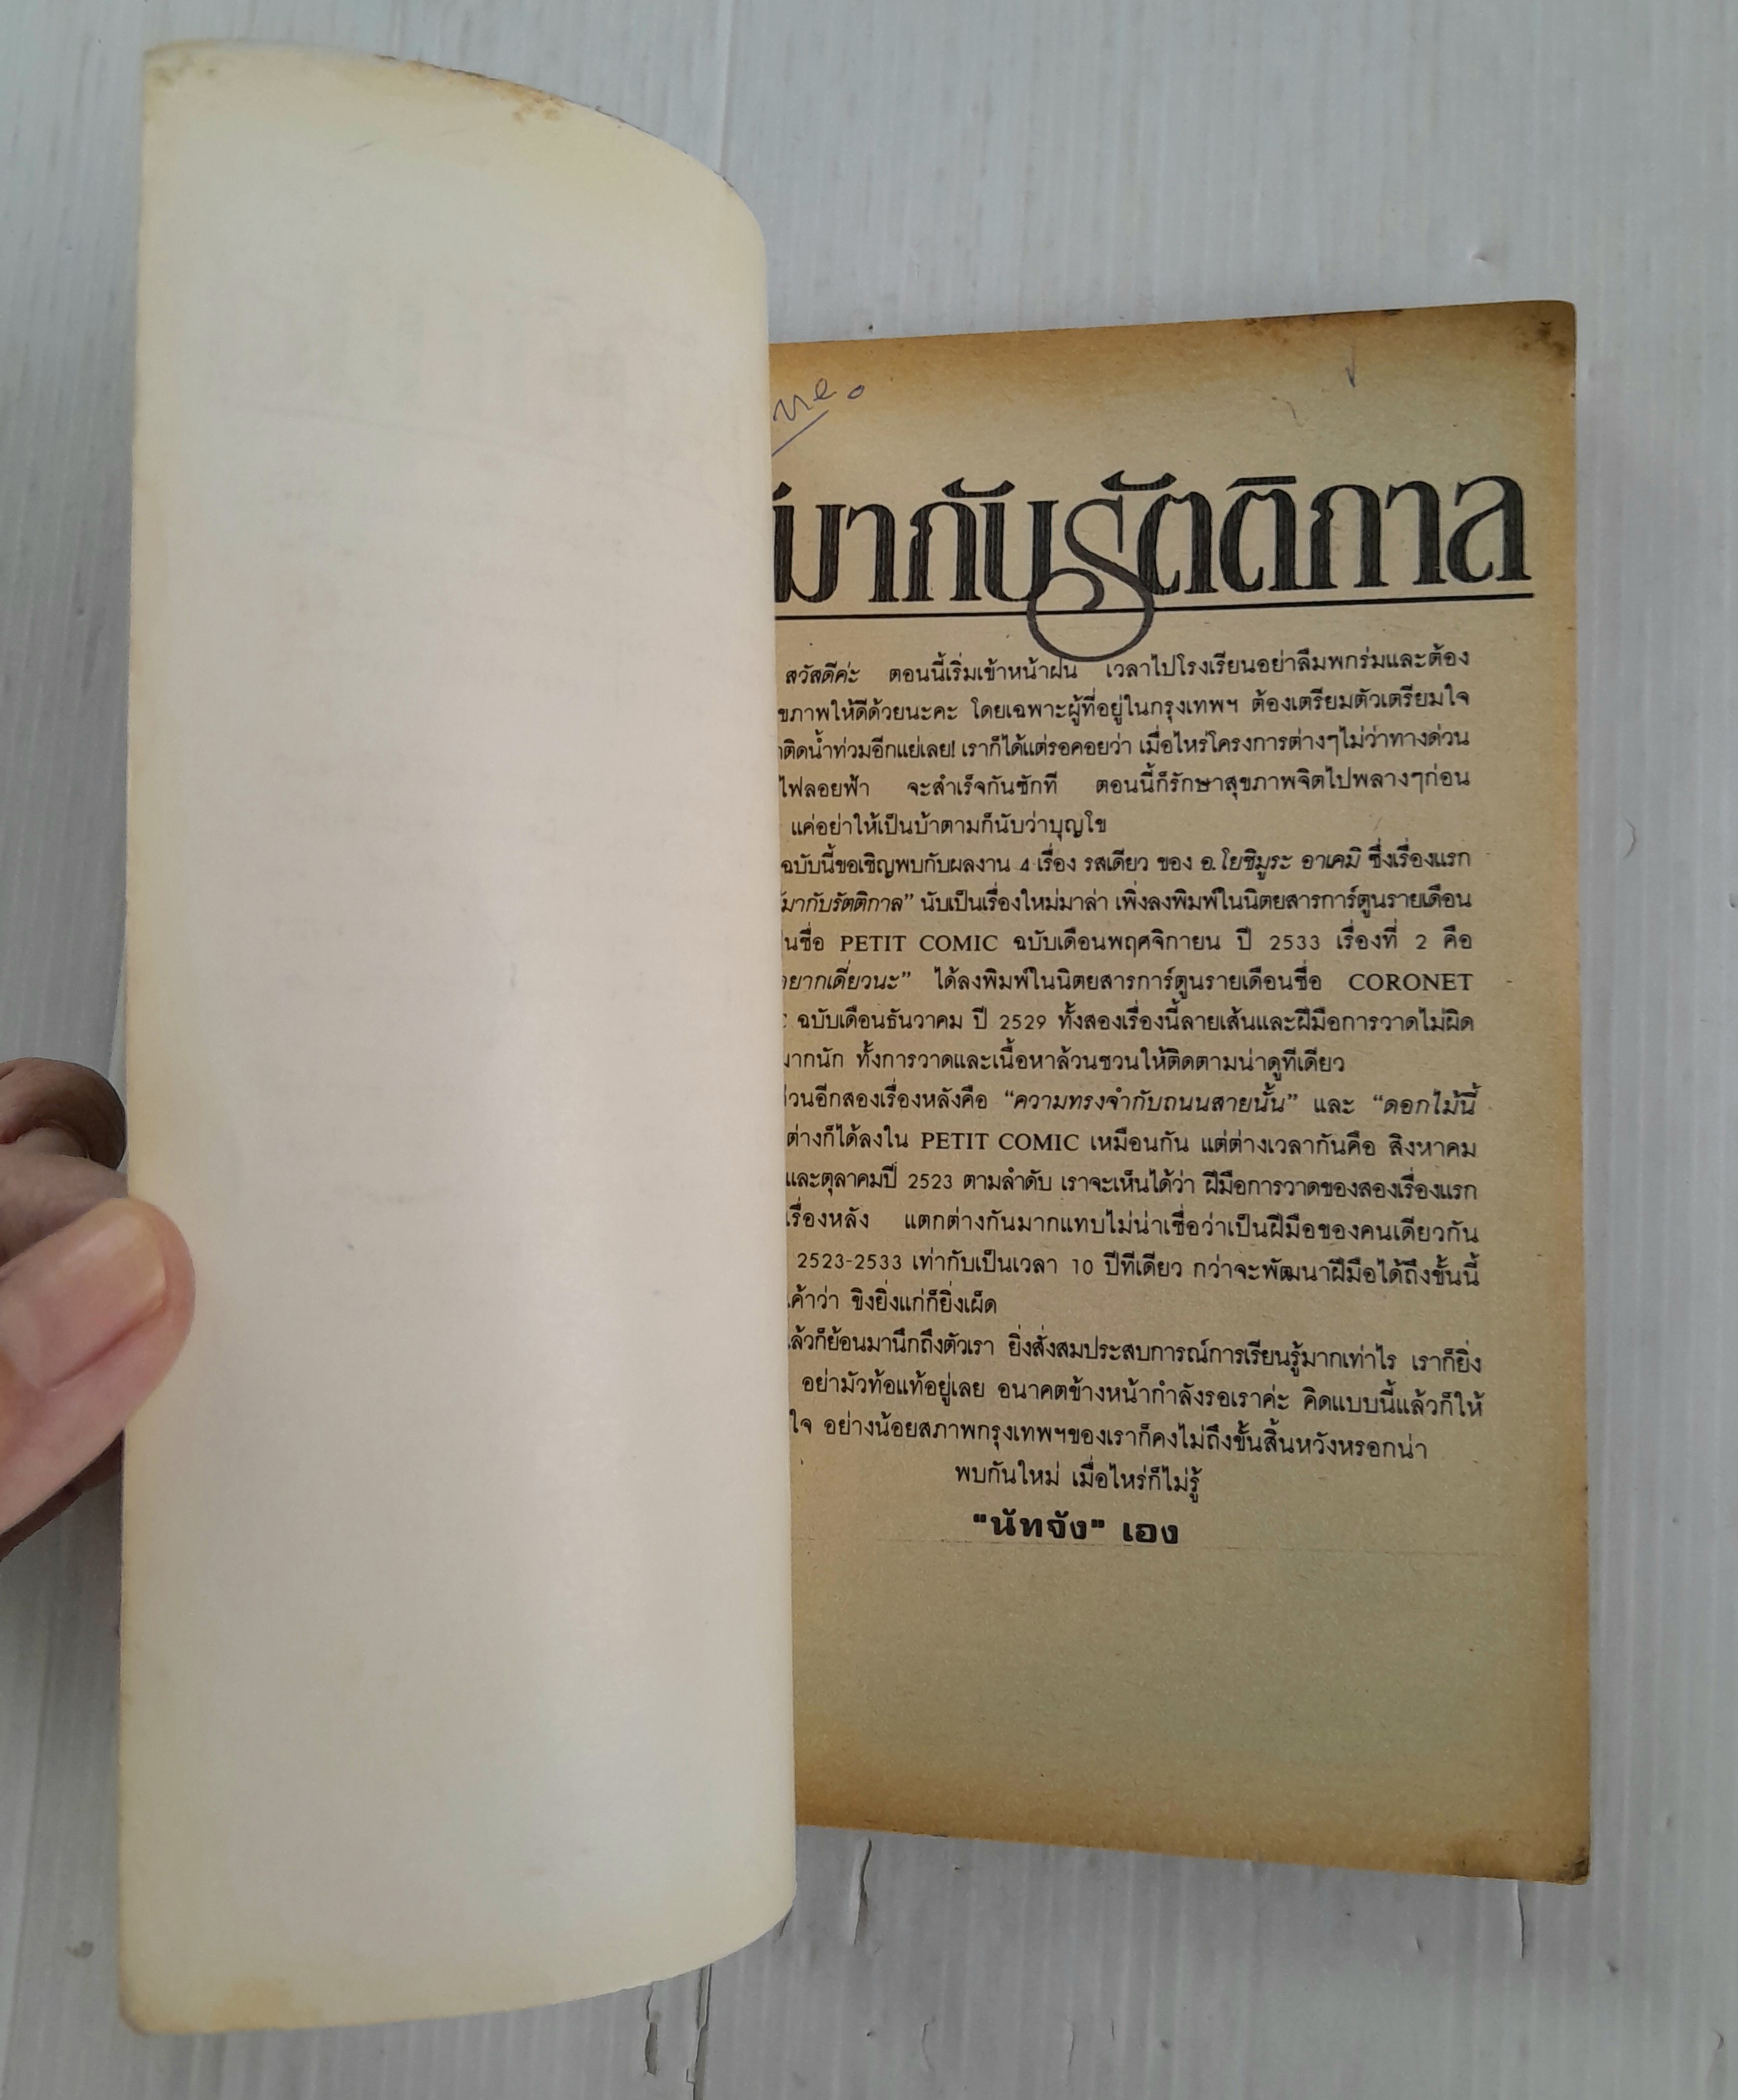 มากับรัตติกาล
สวัสดีค่ะ ตอนนี้เริ่มเข้าหน้าฝน เวลาไปโรงเรียนอย่าลืมพกร่มและต้อง
ขภาพให้ดีด้วยนะคะ โดยเฉพาะผู้ที่อยู่ในกรุงเทพฯ ต้องเตรียมตัวเตรียมใจ
ติดน้ำท่วมอีกแย่เลย! เราก็ได้แต่รอคอยว่า เมื่อไหร่โครงการต่างๆไม่ว่าทางด่วน
ไฟลอยฟ้า จะสำเร็จกันซักที ตอนนี้ก็รักษาสุขภาพจิตไปพลางๆก่อน
แค่อย่าให้เป็นบ้าตามก็นับว่าบุญโข
ฉบับนี้ขอเชิญพบกับผลงาน 4 เรื่อง รสเดียว ของ อ.โยชิมูระ อาเคมิ ซึ่งเรื่องแรก
มากับรัตติกาล” นับเป็นเรื่องใหม่มาล่า เพิ่งลงพิมพ์ในนิตยสารการ์ตูนรายเดือน
นชื่อ PETIT COMIC ฉบับเดือนพฤศจิกายน ปี 2533 เรื่องที่ 2 คือ
อยากเดี่ยวนะ” ได้ลงพิมพ์ในนิตยสารการ์ตูนรายเดือนชื่อ CORONET
ฉบับเดือนธันวาคม ปี 2529 ทั้งสองเรื่องนี้ลายเส้นและฝีมือการวาดไม่ผิด
มากนัก ทั้งการวาดและเนื้อหาล้วนชวนให้ติดตามน่าดูทีเดียว
่วนอีกสองเรื่องหลังคือ “ความทรงจำกับถนนสายนั้น” และ “ดอกไม้นี้
ต่างก็ได้ลงใน PETIT COMIC เหมือนกัน แต่ต่างเวลากันคือ สิงหาคม
และตุลาคมปี 2523 ตามลำดับ เราจะเห็นได้ว่า ฝีมือการวาดของสองเรื่องแรก
เรื่องหลัง แตกต่างกันมากแทบไม่น่าเชื่อว่าเป็นฝีมือของคนเดียวกัน
2523-2533 เท่ากับเป็นเวลา 10 ปีทีเดียว กว่าจะพัฒนาฝีมือได้ถึงขั้นนี้
ค้าว่า ขิงยิ่งแก่ก็ยิ่งเผ็ด
ล้วก็ย้อนมานึกถึงตัวเรา ยิ่งสั่งสมประสบการณ์การเรียนรู้มากเท่าไร เราก็ยิ่ง
อย่ามัวท้อแท้อยู่เลย อนาคตข้างหน้ากำลังรอเราค่ะ คิดแบบนี้แล้วก็ให้
ใจ อย่างน้อยสภาพกรุงเทพฯของเราก็คงไม่ถึงขั้นสิ้นหวังหรอกน่า
พบกันใหม่ เมื่อไหร่ก็ไม่รู้
"นัทจัง" เอง